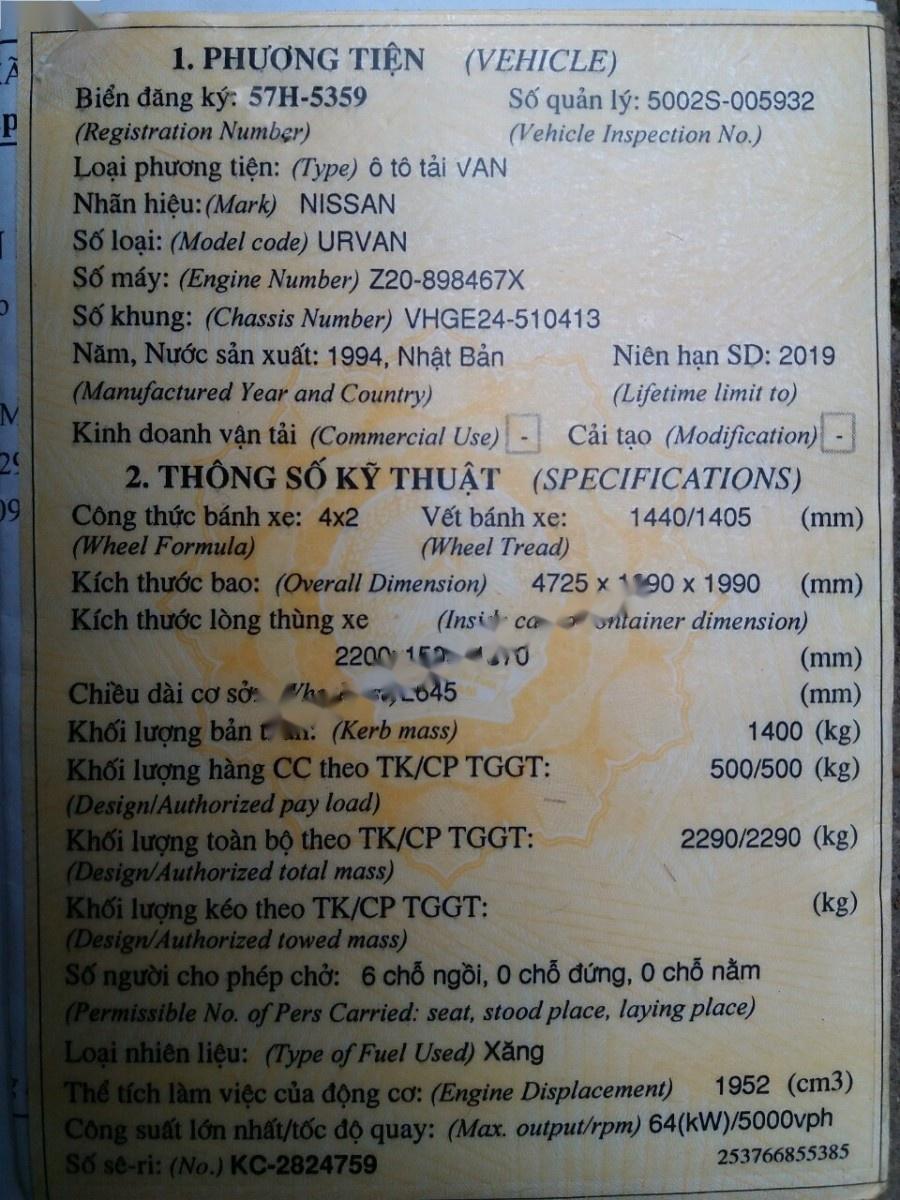 1. PHƯƠNG TIỆN (VEHICLE)
Biển đăng ký: 57H-5359 Số quản lý: 5002S-005932
(Registration Number) (Vehicle Inspection No.)
Loại phương tiện: (Type) ô tô tải VAN
Nhãn hiệu: (Mark) NISSAN
Số loại: (Model code) URVAN
Số máy: (Engine Number) Z20-898467X
Số khung: (Chassis Number) VHGE24-510413
Năm, Nước sản xuất: 1994, Nhật Bản Niên hạn SD: 2019
(Manufactured Year and Country) (Lifetime limit to)
Kinh doanh vận tải (Commercial Use) - Cải tạo (Modification) -
2. THÔNG SỐ KỸ THUẬT (SPECIFICATIONS)
Công thức bánh xe: 4x2 Vết bánh xe: 1440/1405 (mm)
(Wheel Formula) (Wheel Tread)
Kích thước bao: (Overall Dimension) 4725 x x 1990 (mm)
Kích thước lòng thùng xe dimension)
(mm)
Chiều dài cơ sở: (mm)
Khối lượng bản (Kerb mass) 1400 (kg)
Khối lượng hàng CC theo TK/CP TGGT: 500/500 (kg)
(Design/Authorized pay load)
Khối lượng toàn bộ theo TK/CP TGGT: 2290/2290 (kg)
(Design/Authorized total mass)
Khối lượng kéo theo TK/CP TGGT: (kg)
(Design/Authorized towed mass)
Số người cho phép chở: 6 chỗ ngồi, 0 chỗ đứng, 0 chỗ nằm
(Permissible No. of Pers Carried: seat, stood place, laying place)
Loại nhiên liệu: (Type of Fuel Used) Xăng
Thể tích làm việc của động cơ: (Engine Displacement) 1952 (cm3)
Công suất lớn nhất/tốc độ quay: (Max. output/rpm) 64(kW)/5000vph
Số sê-ri: (No.) KC-2824759 253766855385